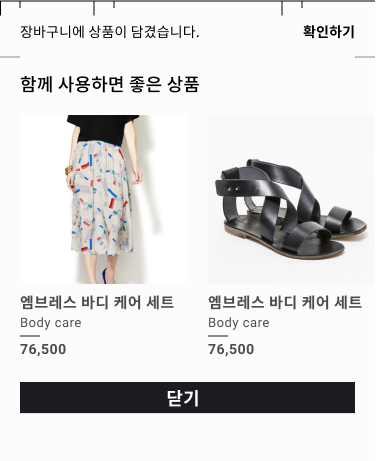 장바구니에 상품이 담겼습니다.
확인하기
함께 사용하면 좋은 상품
엠브레스 바디 케어 세트
Body care
76,500
엠브레스 바디 케어 세트
Body care
76,500
닫기